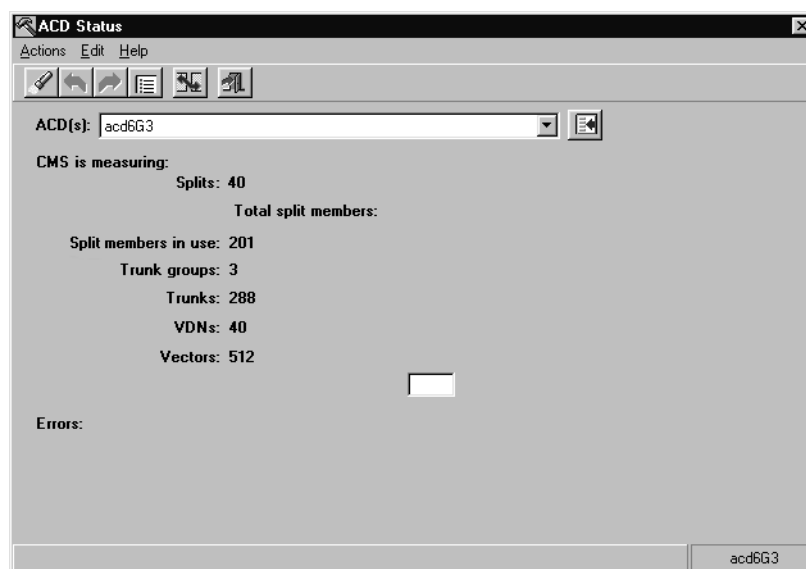 ACD Status
Actions Edit Help
ACD(s): acd6G3
CMS is measuring:
Splits: 40
Total split members:
Split members in use: 201
Trunk groups: 3
Trunks: 288
VDNs: 40
Vectors: 512
Errors:
acd6G3